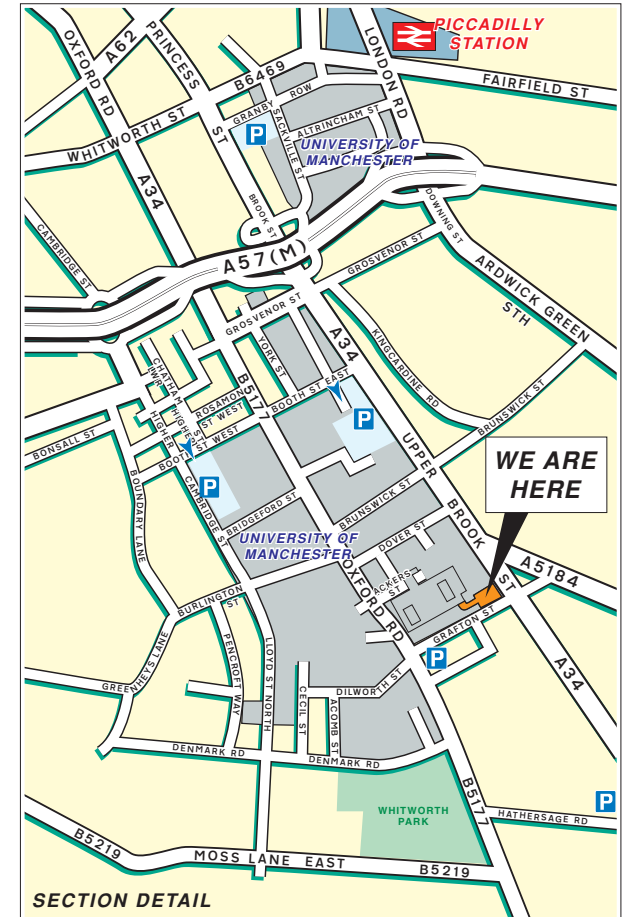 PICCADILLY
STATION
OXFORD RD
A62
PRINCESS
ST
B6469
LONDON RD
FAIRFIELD ST
GRANBY ROW
WHITWORTH ST
SACKVILLE ST
ALTRINCHAM ST
P
UNIVERSITY OF
MANCHESTER
A34
BROOK ST
DOWNING ST
CAMBRIDGE ST
A57(M)
GROSVENOR ST
ARDWICK GREEN
STH
GROSVENOR ST
A34
KINGCARDINE RD
YORK ST
CHATHAM
LWR
HIGHER
ST
ROSAMON
ST WEST
B5177
BOOTH ST EAST
BRUNSWICK ST
BONSALL ST
HIGHER
BOOTH ST WEST
P
UPPER
WE ARE
HERE
BOUNDARY LANE
CAMBRIDGE ST
P
BRIDGEFORD ST
BRUNSWICK ST
BROOK
UNIVERSITY OF
MANCHESTER
DOVER ST
OXFORD RD
ST
A5184
ACKERS
ST
BURLINGTON
ST
GRAFTON ST
GREENHEYS LANE
PENCROFT WAY
LLOYD ST NORTH
P
A34
CECIL ST
DILWORTH ST
ACOMB ST
DENMARK RD
DENMARK RD
B5177
P
WHITWORTH
PARK
HATHERSAGE RD
B5219
MOSS LANE EAST
B5219
SECTION DETAIL